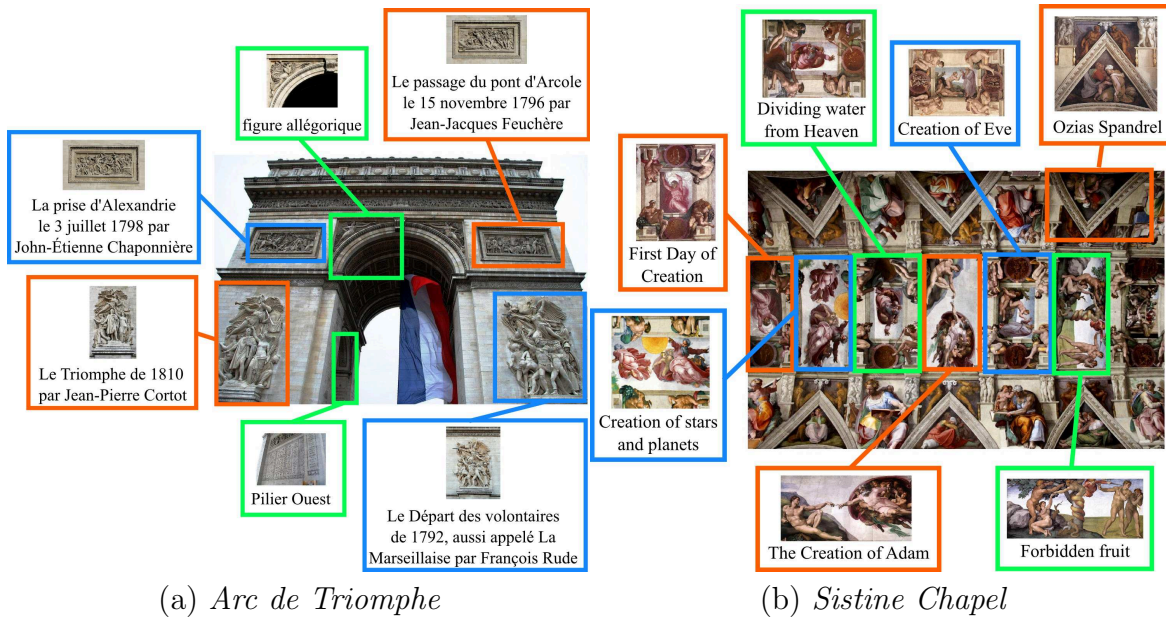 figure allégorique
Le passage du pont d'Arcole
le 15 novembre 1796 par
Jean-Jacques Feuchère
La prise d'Alexandrie
le 3 juillet 1798 par
John-Étienne Chaponnière
Le Triomphe de 1810
par Jean-Pierre Cortot
Pilier Ouest
Le Départ des volontaires
de 1792, aussi appelé La
Marseillaise par François Rude
(a) Arc de Triomphe
Dividing water
from Heaven
Creation of Eve
Ozias Spandrel
First Day of
Creation
Creation of stars
and planets
The Creation of Adam
Forbidden fruit
(b) Sistine Chapel